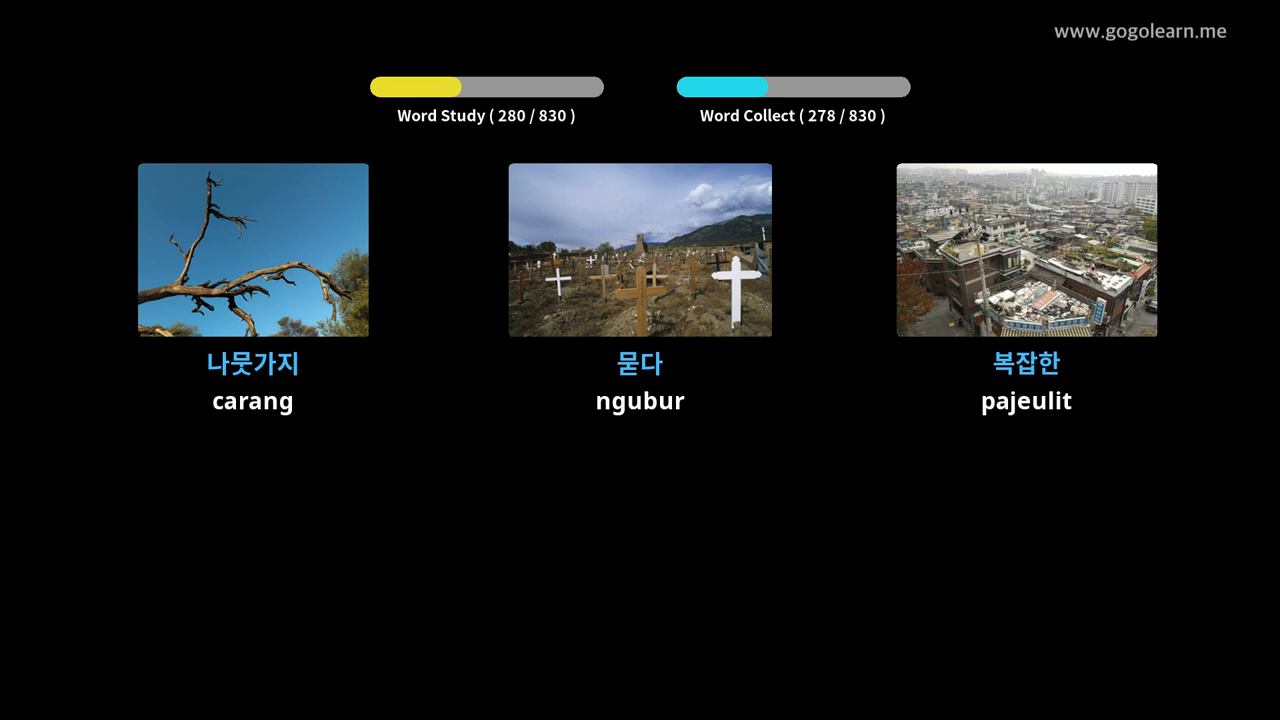 www.gogolearn.me
Word Study ( 280 / 830 )
Word Collect ( 278 / 830 )
나뭇가지
묻다
복잡한
carang
ngubur
pajeulit